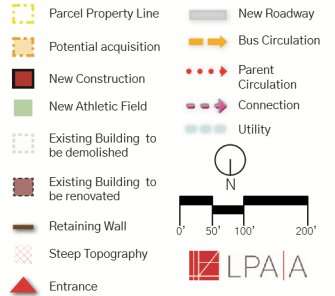 Parcel Property Line
Potential acquisition
New Construction
New Athletic Field
Existing Building to
be demolished
Existing Building to
be renovated
Retaining Wall
Steep Topography
Entrance
New Roadway
Bus Circulation
Parent
Circulation
Connection
Utility
N
0' 50' 100' 200'
LPA|A